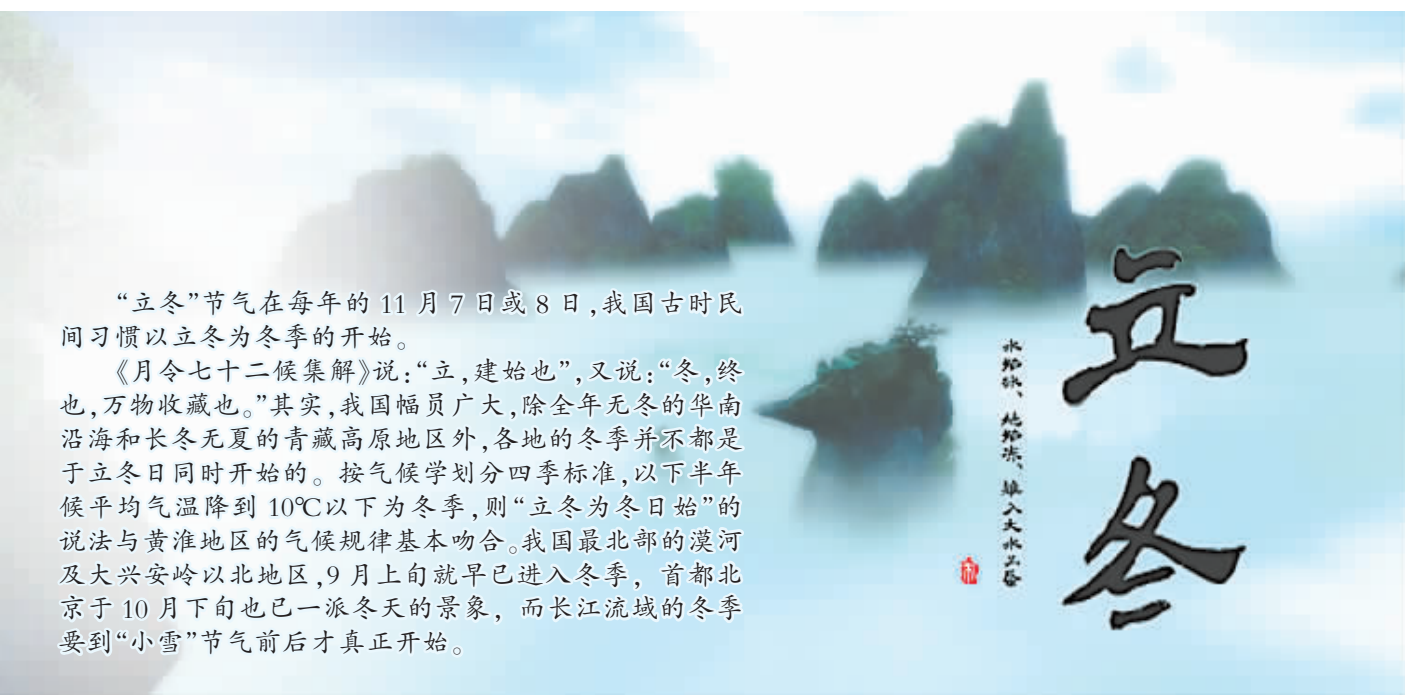 “立冬”节气在每年的 11 月 7 日或 8 日,我国古时民
间习惯以立冬为冬季的开始。
《月令七十二候集解》说:“立,建始也”,又说:“冬,终
也,万物收藏也。”其实,我国幅员广大,除全年无冬的华南
沿海和长冬无夏的青藏高原地区外,各地的冬季并不都是
于立冬日同时开始的。按气候学划分四季标准,以下半年
候平均气温降到 10℃以下为冬季,则“立冬为冬日始”的
说法与黄淮地区的气候规律基本吻合。我国最北部的漠河
及大兴安岭以北地区,9 月上旬就早已进入冬季，首都北
京于 10 月下旬也已一派冬天的景象，而长江流域的冬季
要到“小雪”节气前后才真正开始。
立冬
水始冰、地始冻、雉入大水为蜃